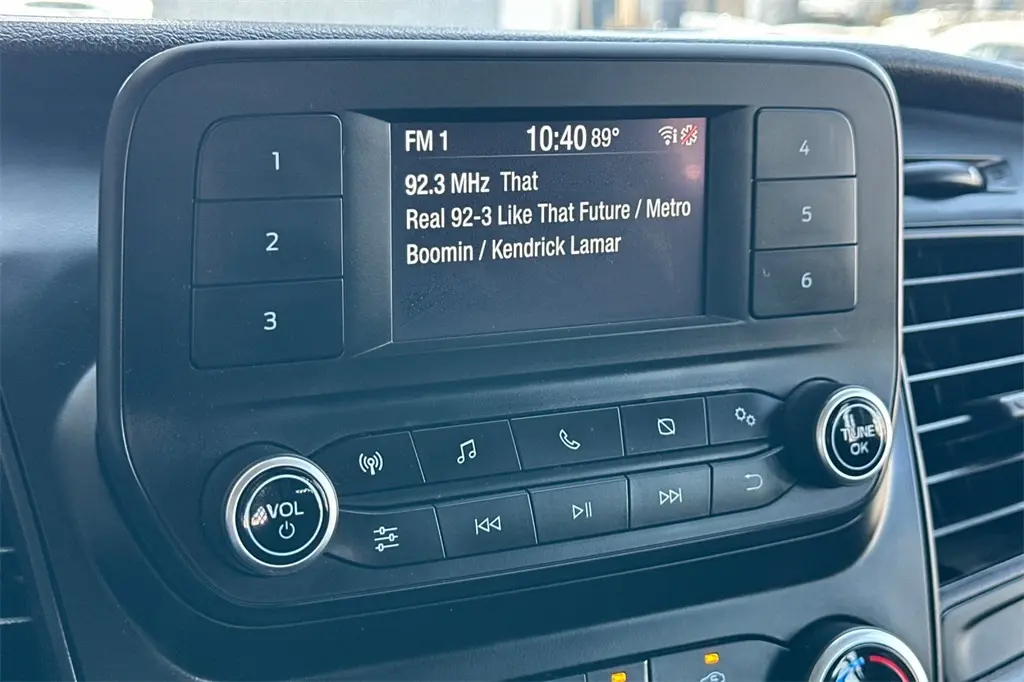 FM 1 10:40 89°
92.3 MHz That
Real 92-3 Like That Future / Metro
Boomin / Kendrick Lamar
1
2
3
4
5
6
VOL
TUNE
OK